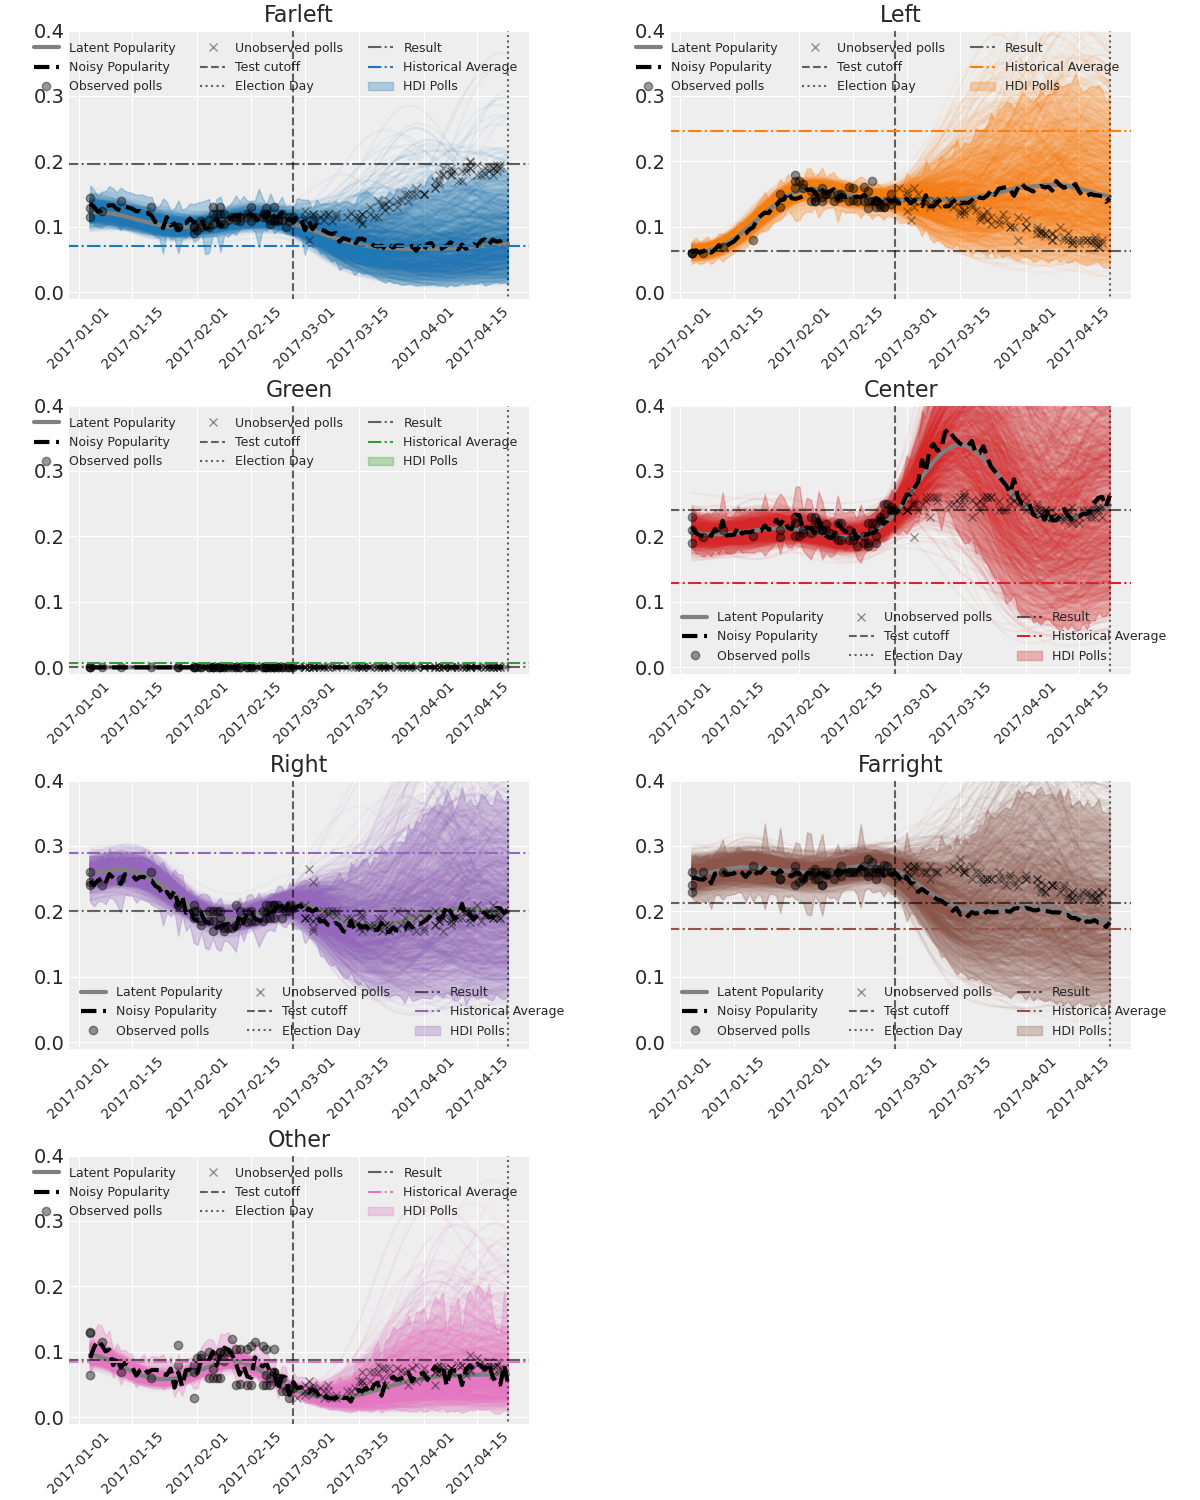 Farleft
Latent Popularity Unobserved polls Result
Noisy Popularity Test cutoff Historical Average
Observed polls Election Day HDI Polls
0.4
0.3
0.2
0.1
0.0
2017-01-01 2017-01-15 2017-02-01 2017-02-15 2017-03-01 2017-03-15 2017-04-01 2017-04-15
Left
Latent Popularity Unobserved polls Result
Noisy Popularity Test cutoff Historical Average
Observed polls Election Day HDI Polls
0.4
0.3
0.2
0.1
0.0
2017-01-01 2017-01-15 2017-02-01 2017-02-15 2017-03-01 2017-03-15 2017-04-01 2017-04-15
Green
Latent Popularity Unobserved polls Result
Noisy Popularity Test cutoff Historical Average
Observed polls Election Day HDI Polls
0.4
0.3
0.2
0.1
0.0
2017-01-01 2017-01-15 2017-02-01 2017-02-15 2017-03-01 2017-03-15 2017-04-01 2017-04-15
Center
0.4
0.3
0.2
0.1
0.0
Latent Popularity Unobserved polls Result
Noisy Popularity Test cutoff Historical Average
Observed polls Election Day HDI Polls
2017-01-01 2017-01-15 2017-02-01 2017-02-15 2017-03-01 2017-03-15 2017-04-01 2017-04-15
Right
0.4
0.3
0.2
0.1
0.0
Latent Popularity Unobserved polls Result
Noisy Popularity Test cutoff Historical Average
Observed polls Election Day HDI Polls
2017-01-01 2017-01-15 2017-02-01 2017-02-15 2017-03-01 2017-03-15 2017-04-01 2017-04-15
Farright
0.4
0.3
0.2
0.1
0.0
Latent Popularity Unobserved polls Result
Noisy Popularity Test cutoff Historical Average
Observed polls Election Day HDI Polls
2017-01-01 2017-01-15 2017-02-01 2017-02-15 2017-03-01 2017-03-15 2017-04-01 2017-04-15
Other
Latent Popularity Unobserved polls Result
Noisy Popularity Test cutoff Historical Average
Observed polls Election Day HDI Polls
0.4
0.3
0.2
0.1
0.0
2017-01-01 2017-01-15 2017-02-01 2017-02-15 2017-03-01 2017-03-15 2017-04-01 2017-04-15